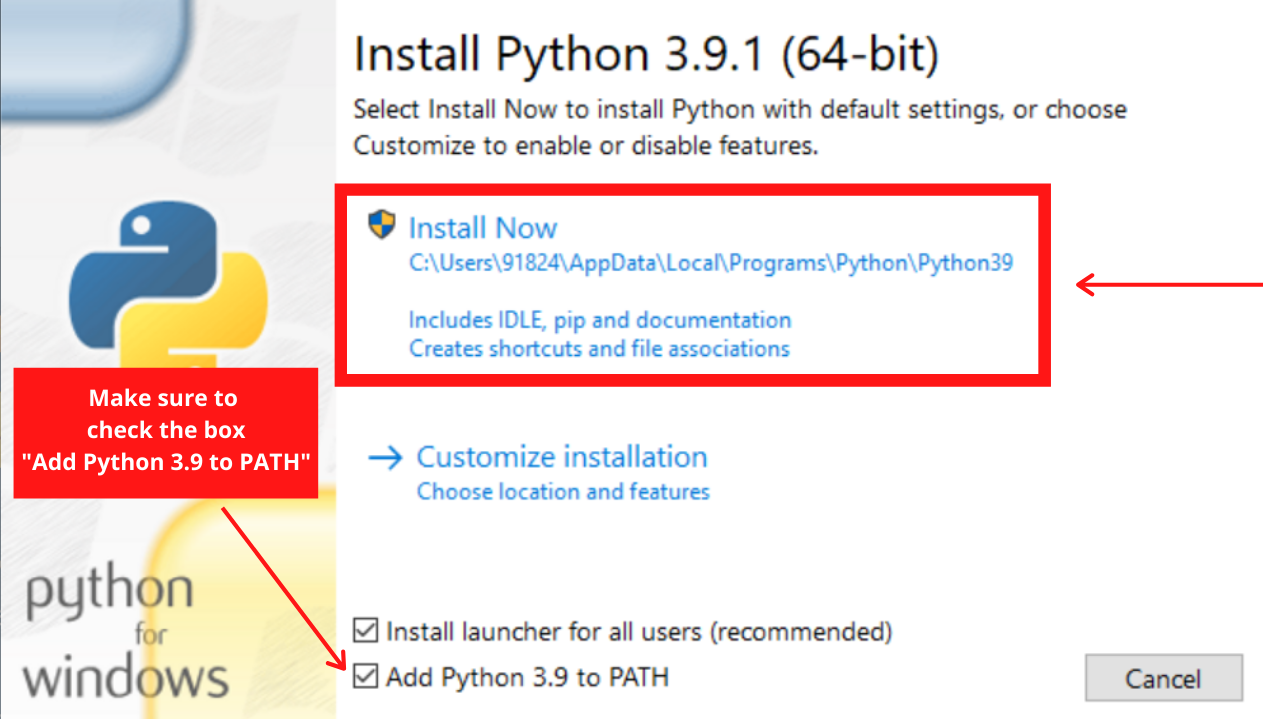 Install Python 3.9.1 (64-bit)
Select Install Now to install Python with default settings, or choose
Customize to enable or disable features.
Install Now
C:\Users\91824\AppData\Local\Programs\Python\Python39
Includes IDLE, pip and documentation
Creates shortcuts and file associations
Make sure to
check the box
"Add Python 3.9 to PATH"
Customize installation
Choose location and features
python
for
windows
Install launcher for all users (recommended)
Add Python 3.9 to PATH
Cancel